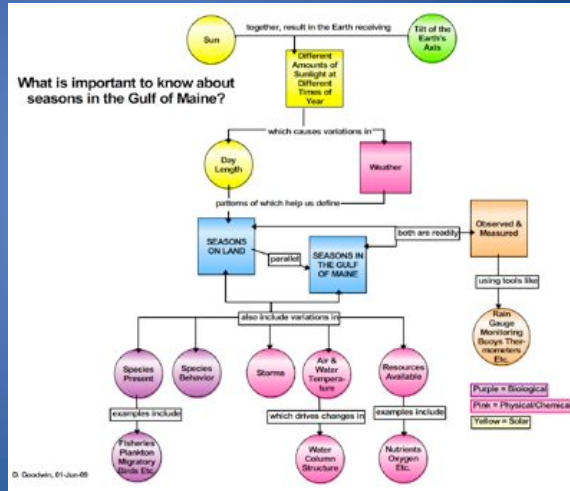 together, result in the Earth receiving
Sun
Tilt of the
Earth's
Axis
What is important to know about
seasons in the Gulf of Maine?
Different
Amounts of
Sunlight at
Different
Times of
Year
which causes variations in
Day
Length
Weather
patterns of which help us define
SEASONS
ON LAND
parallel
SEASONS IN
THE GULF
OF MAINE
both are readily
Observed &
Measured
using tools like
Rain
Gauge
Monitoring
Buoys Ther-
mometers
Etc.
also include variations in
Species
Present
Species
Behavior
Storms
Air &
Water
Tempera-
ture
Resources
Available
examples include
which drives changes in
examples include
Fisheries
Plankton
Migratory
Birds Etc.
Water
Column
Structure
Nutrients
Oxygen
Etc.
Purple = Biological
Pink = Physical/Chemical
Yellow = Solar
D. Goodwin, 01-Jun-09